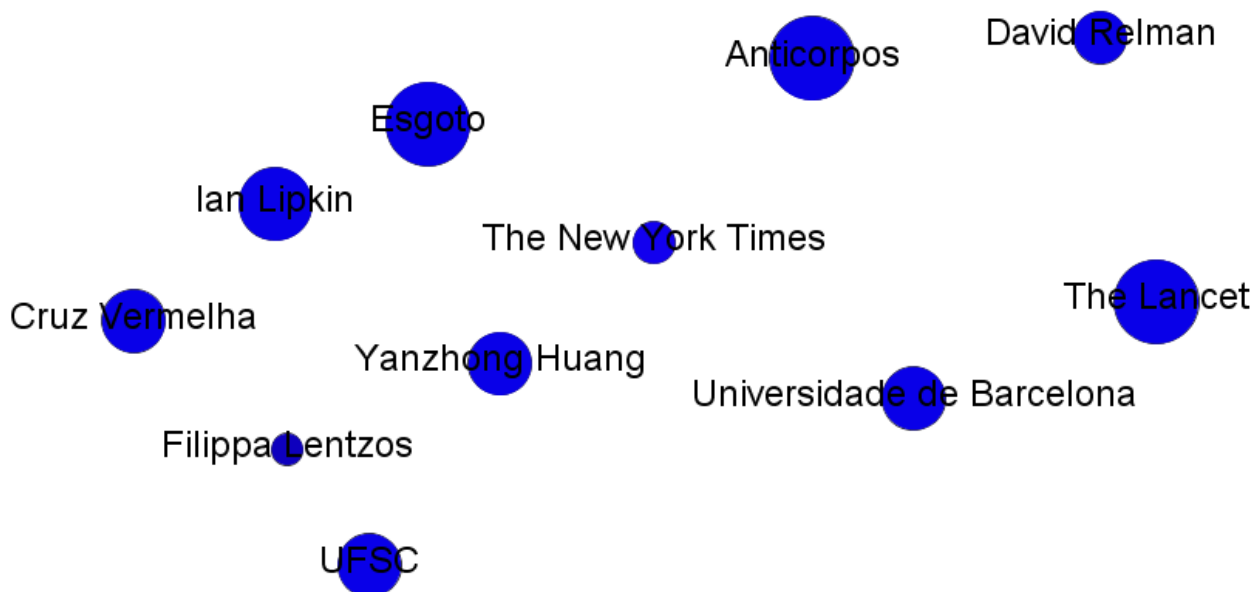 David Relman
Anticorpos
Esgoto
Ian Lipkin
The New York Times
The Lancet
Cruz Vermelha
Yanzhong Huang
Universidade de Barcelona
Filippa Lentzos
UFSC